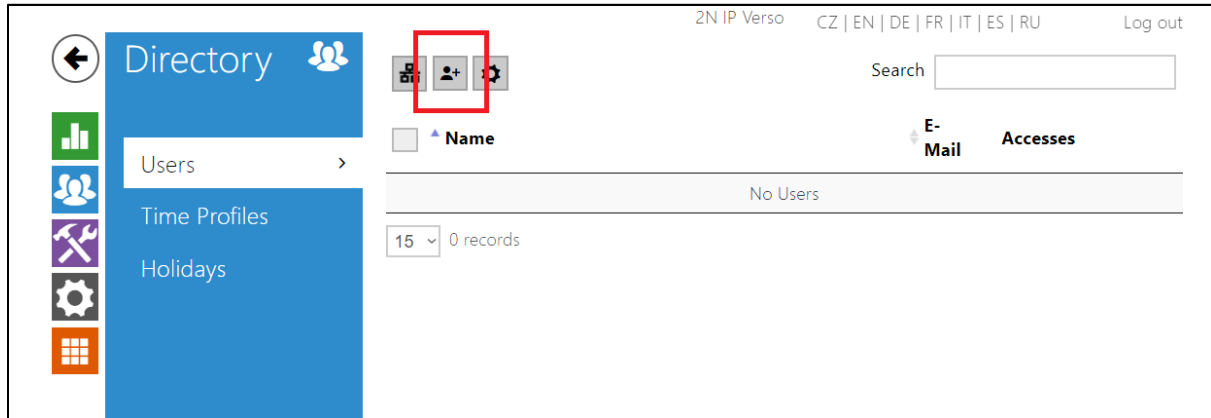 2N IP Verso CZ | EN | DE | FR | IT | ES | RU Log out
Directory
Search
Name
E-
Mail
Accesses
Users
No Users
Time Profiles
15 0 records
Holidays